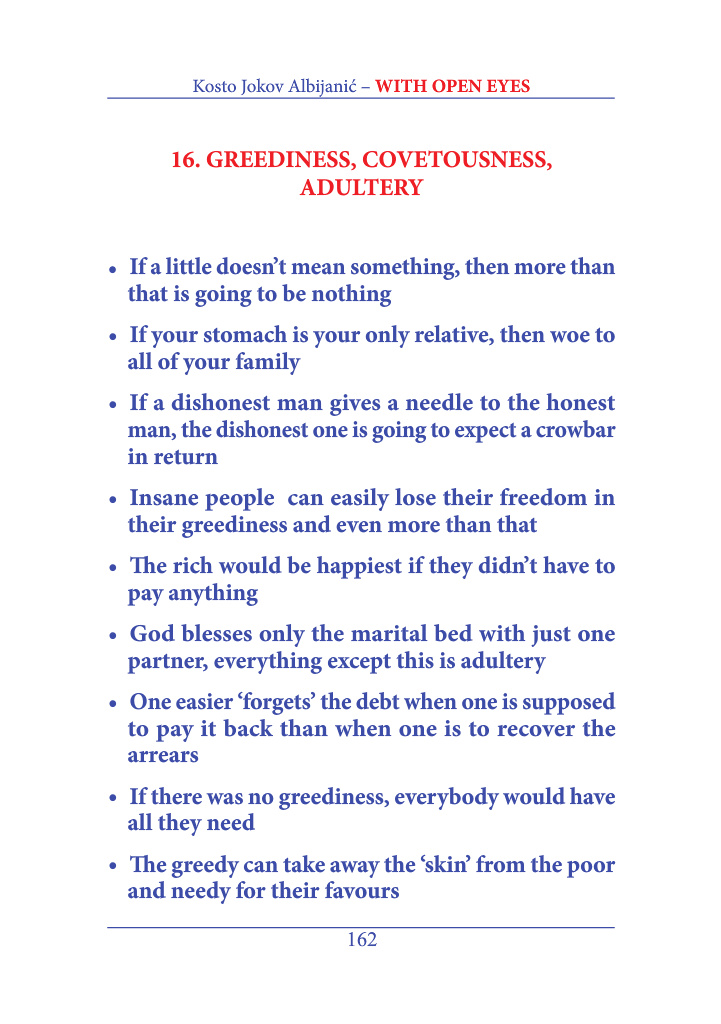 Kosto Jokov Albijanić – WITH OPEN EYES
16. GREEDINESS, COVETOUSNESS,
ADULTERY
• If a little doesn’t mean something, then more than
that is going to be nothing
• If your stomach is your only relative, then woe to
all of your family
• If a dishonest man gives a needle to the honest
man, the dishonest one is going to expect a crowbar
in return
• Insane people  can easily lose their freedom in
their greediness and even more than that
• The rich would be happiest if they didn’t have to
pay anything
• God blesses only the marital bed with just one
partner, everything except this is adultery
• One easier ‘forgets’ the debt when one is supposed
to pay it back than when one is to recover the
arrears
• If there was no greediness, everybody would have
all they need
• The greedy can take away the ‘skin’ from the poor
and needy for their favours
162